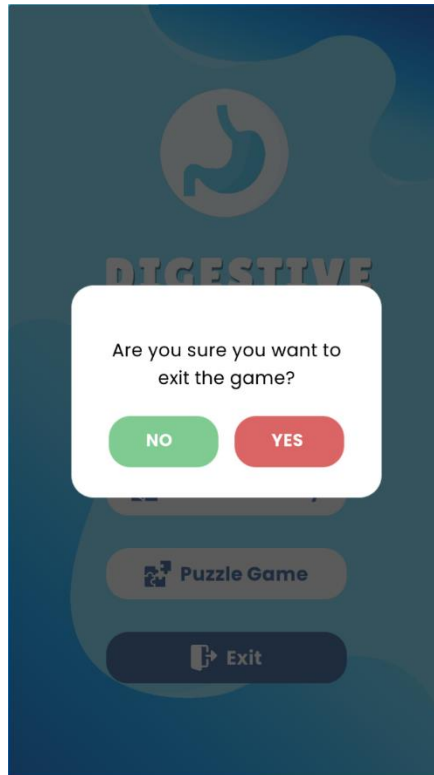 DIGESTIVE
Are you sure you want to
exit the game?
NO
YES
Puzzle Game
Exit